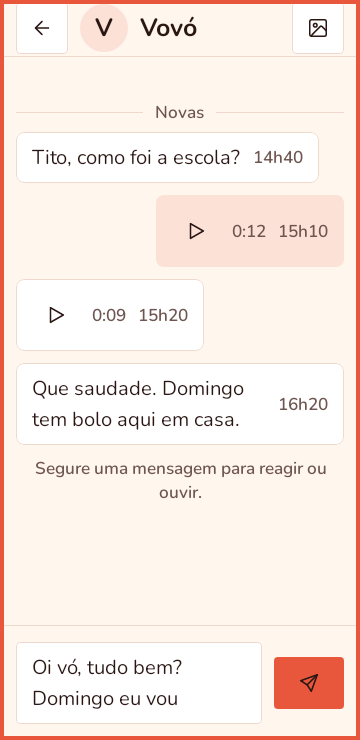 V Vovó
Novas
Tito, como foi a escola? 14h40
0:12 15h10
0:09 15h20
Que saudade. Domingo
tem bolo aqui em casa. 16h20
Segure uma mensagem para reagir ou
ouvir.
Oi vó, tudo bem?
Domingo eu vou